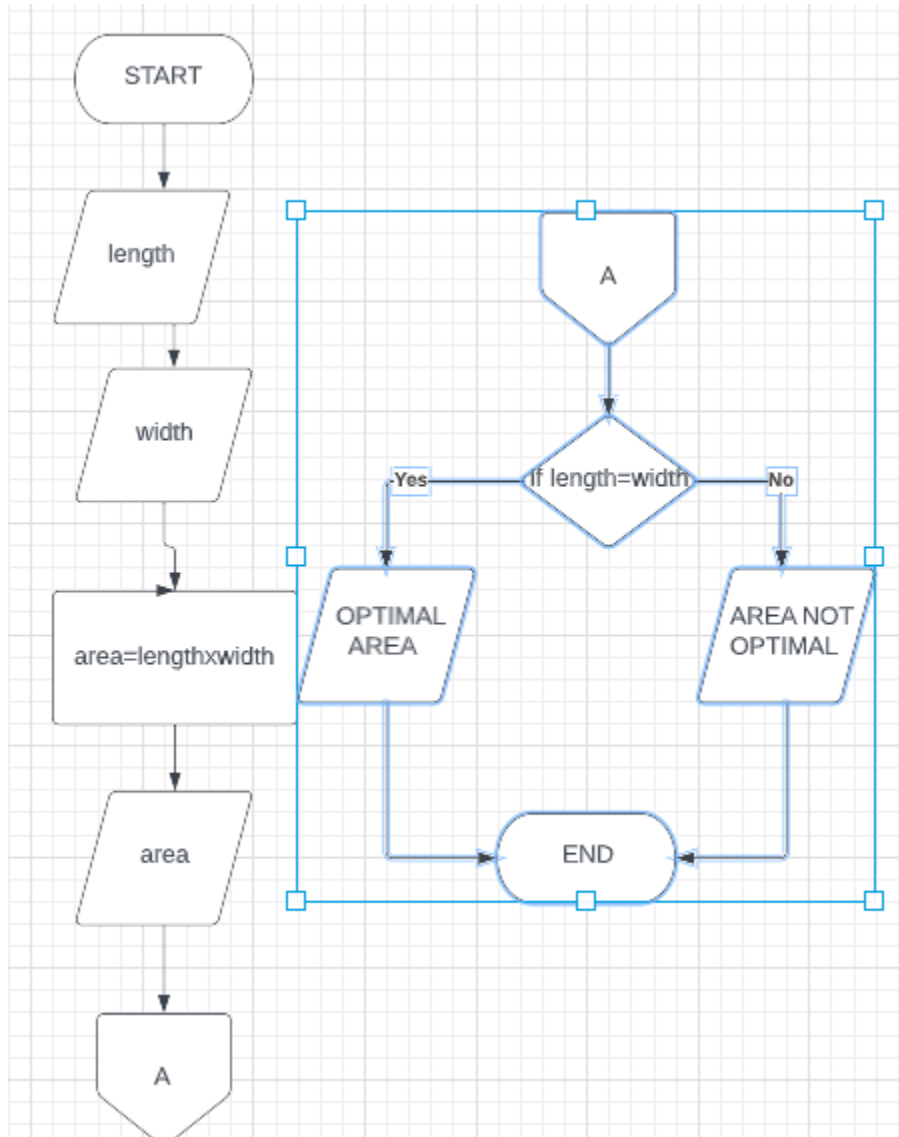 START
length
width
area=lengthxwidth
area
A
A
If length=width
Yes
No
OPTIMAL
AREA
AREA NOT
OPTIMAL
END